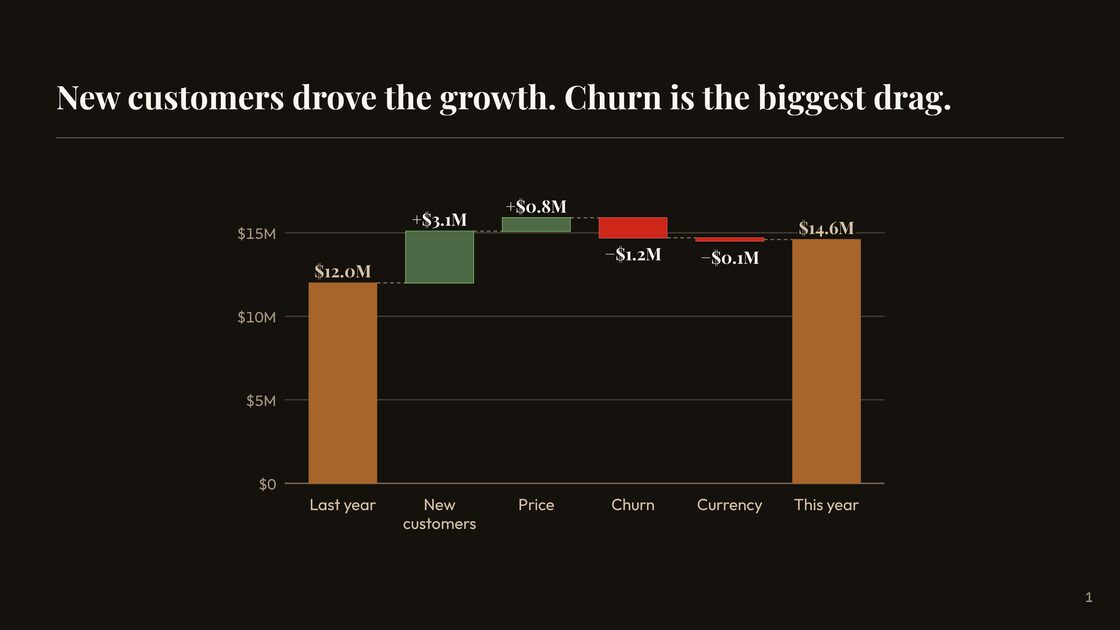 New customers drove the growth. Churn is the biggest drag.
+$0.8M
+$3.1M
$14.6M
$15M
−$1.2M
−$0.1M
$12.0M
$10M
$5M
$0
Last year
New
customers
Price
Churn
Currency
This year
1